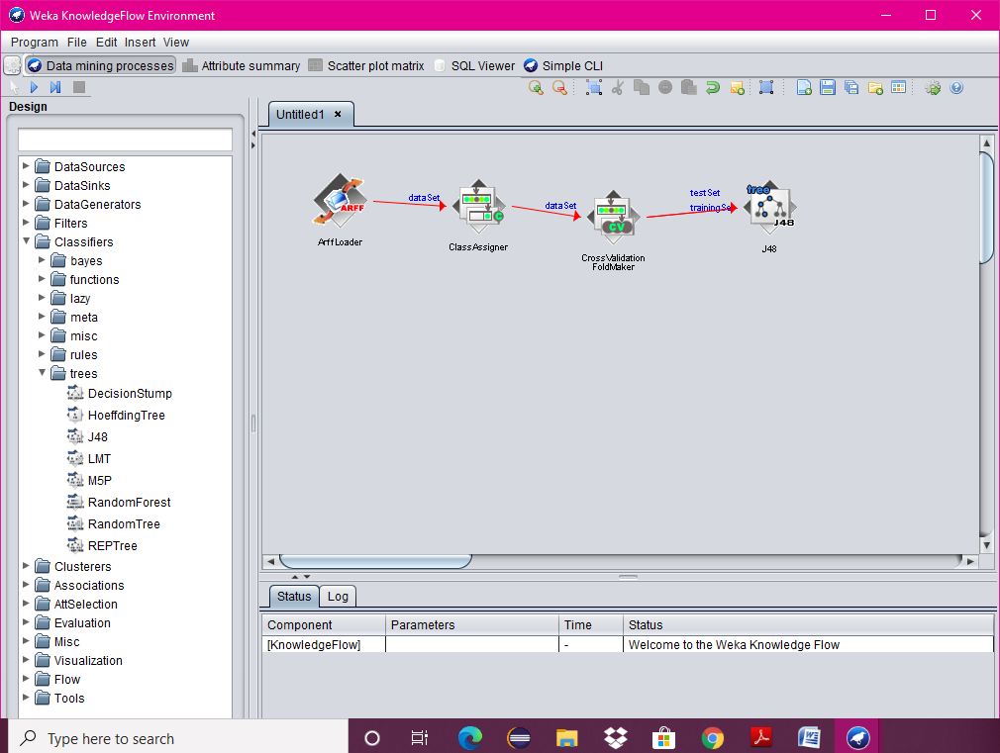 Weka KnowledgeFlow Environment
Program File Edit Insert View
Data mining processes Attribute summary Scatter plot matrix SQL Viewer Simple CLI
Design
Untitled1
DataSources
DataSinks
DataGenerators
Filters
Classifiers
bayes
functions
lazy
meta
misc
rules
trees
DecisionStump
HoeffdingTree
J48
LMT
M5P
RandomForest
RandomTree
REPTree
Clusterers
Associations
AttSelection
Evaluation
Misc
Visualization
Flow
Tools
ARFF
ArffLoader
dataSet
C
ClassAssigner
dataSet
CV
CrossValidation
FoldMaker
testSet
trainingSe
tree
J48
J48
Status Log
Component Parameters Time Status
[KnowledgeFlow] - Welcome to the Weka Knowledge Flow
Type here to search